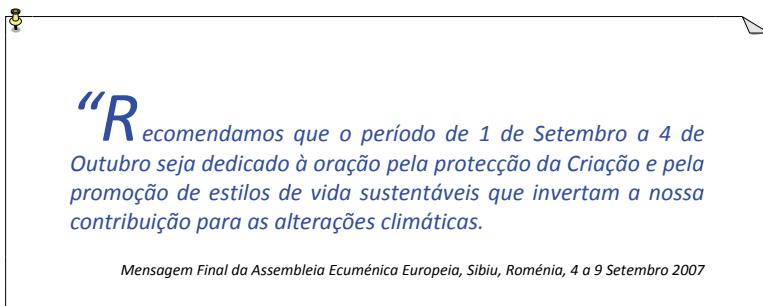 “Recomendamos que o período de 1 de Setembro a 4 de
Outubro seja dedicado à oração pela protecção da Criação e pela
promoção de estilos de vida sustentáveis que invertam a nossa
contribuição para as alterações climáticas.
Mensagem Final da Assembleia Ecuménica Europeia, Sibiu, Roménia, 4 a 9 Setembro 2007